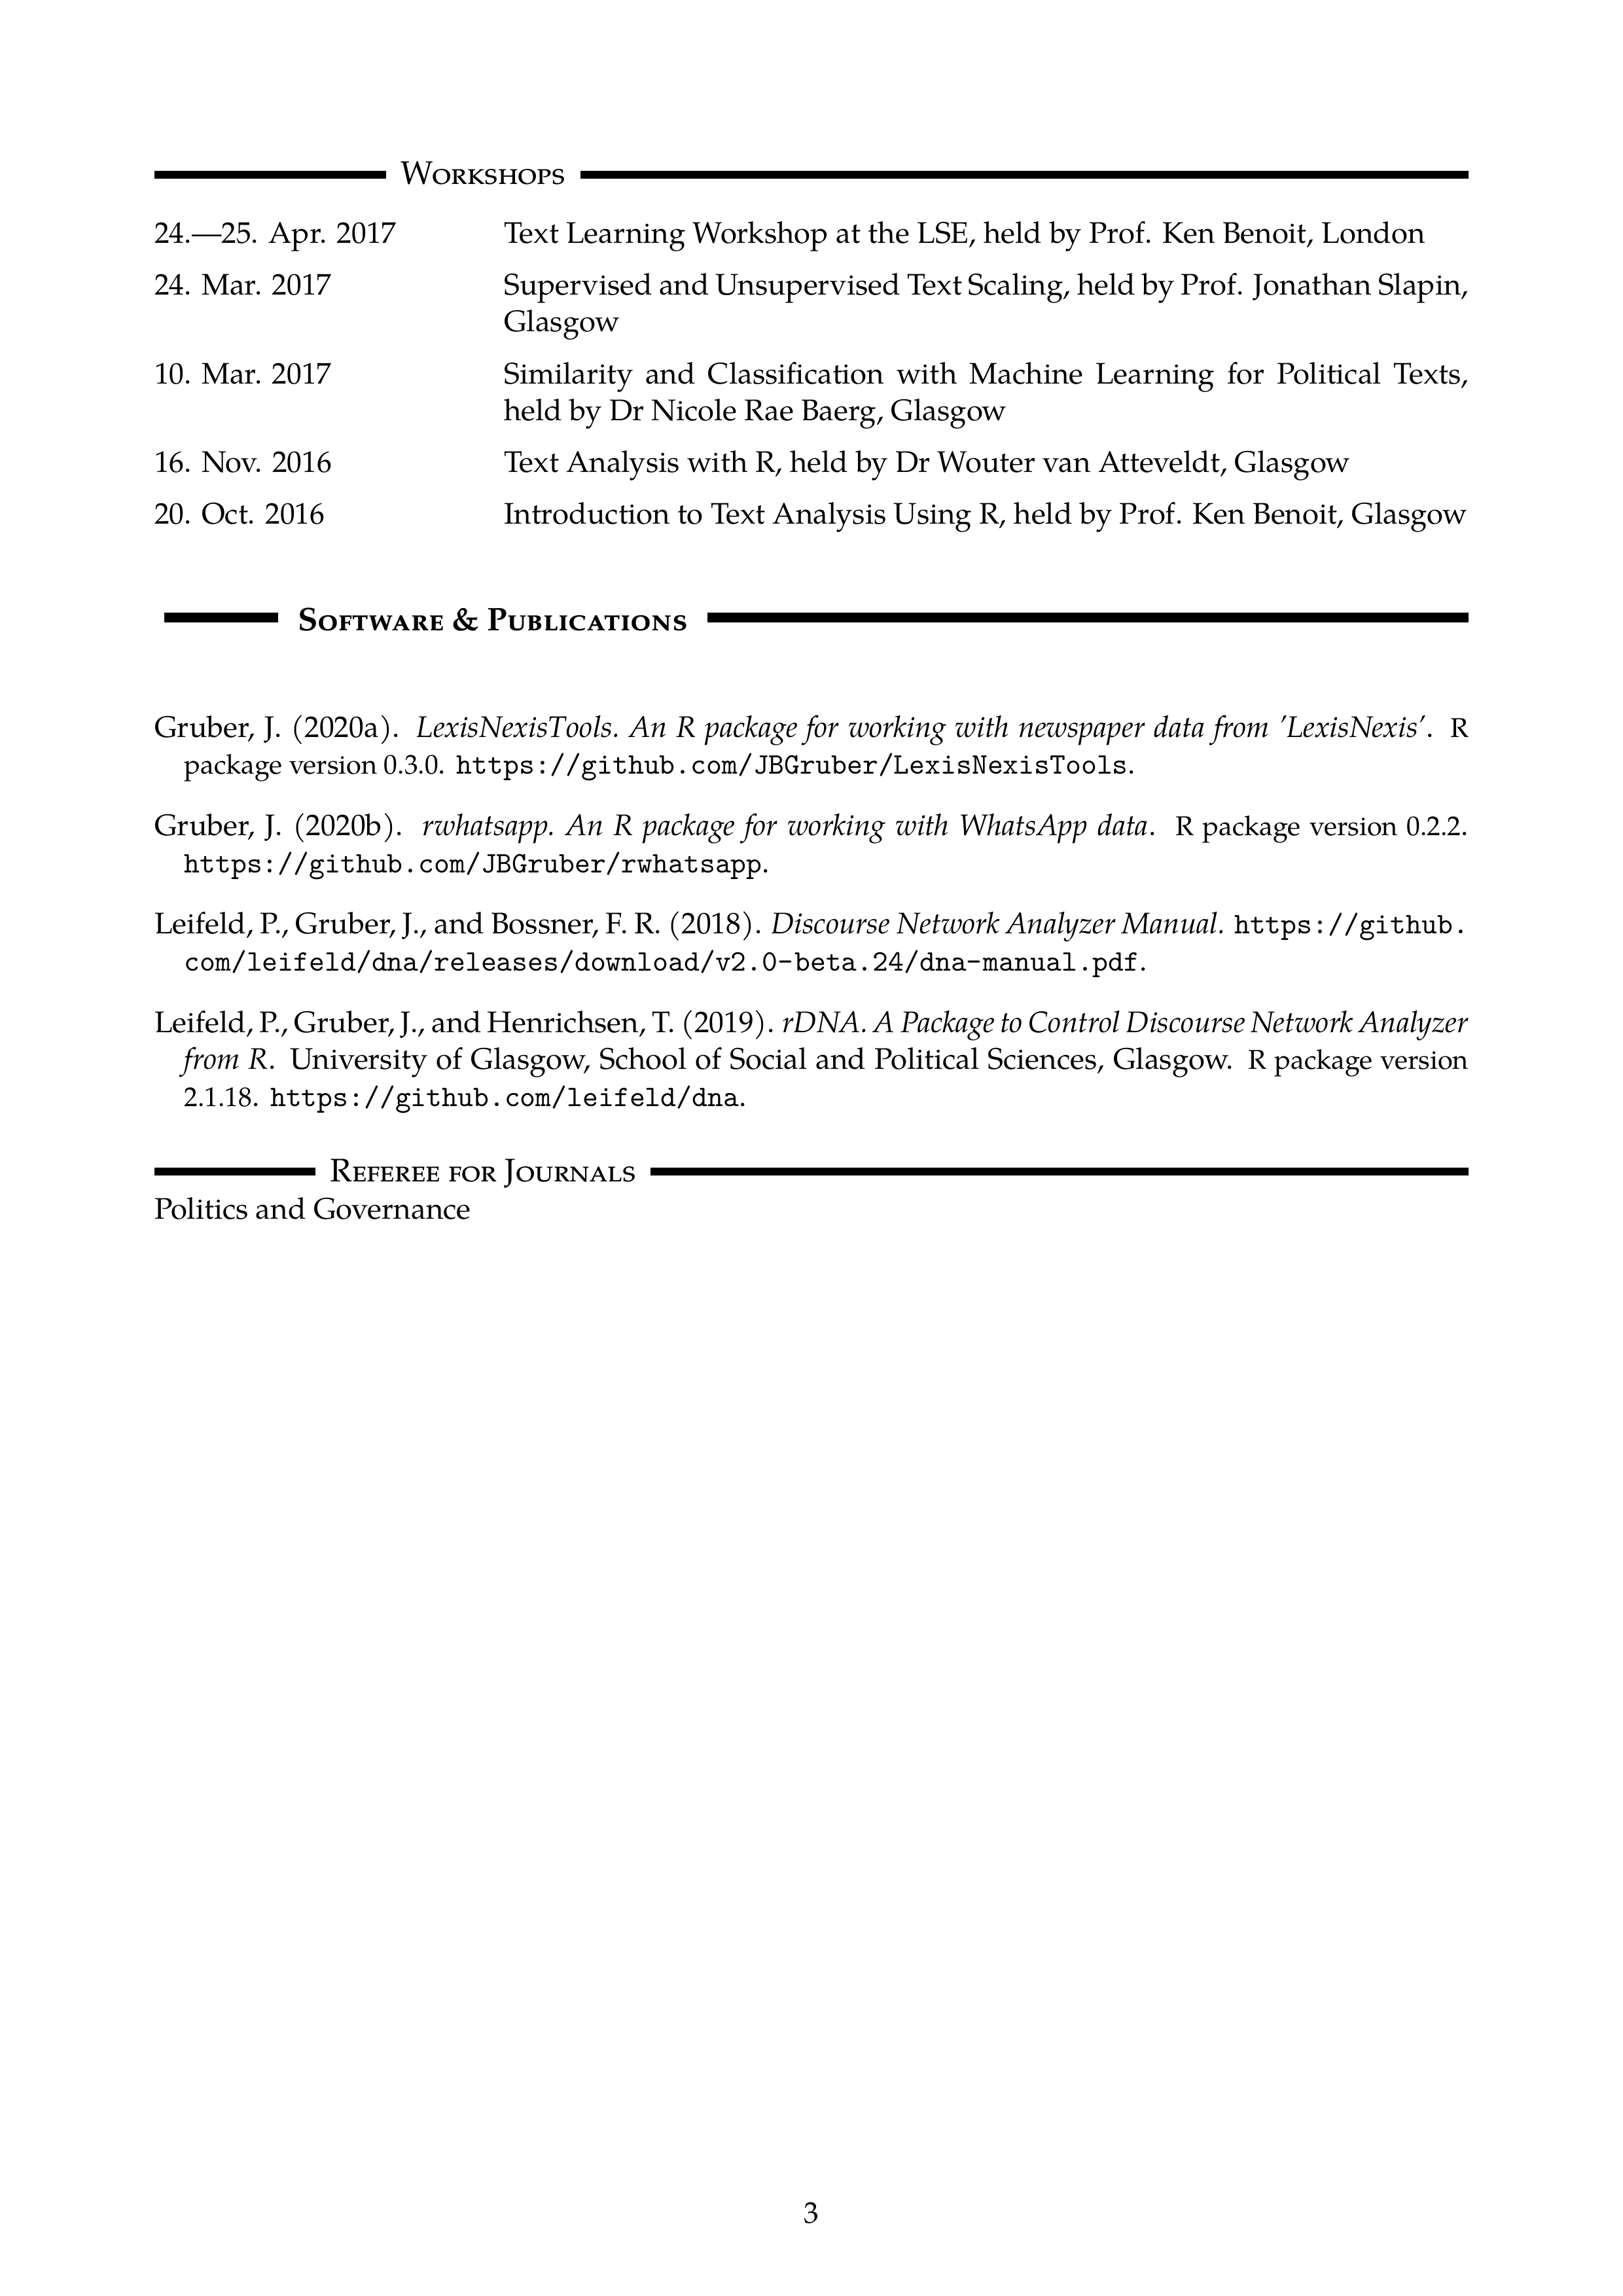 Workshops
24.—25. Apr. 2017 Text Learning Workshop at the LSE, held by Prof. Ken Benoit, London
24. Mar. 2017 Supervised and Unsupervised Text Scaling, held by Prof. Jonathan Slapin,
Glasgow
10. Mar. 2017 Similarity and Classification with Machine Learning for Political Texts,
held by Dr Nicole Rae Baerg, Glasgow
16. Nov. 2016 Text Analysis with R, held by Dr Wouter van Atteveldt, Glasgow
20. Oct. 2016 Introduction to Text Analysis Using R, held by Prof. Ken Benoit, Glasgow
Software & Publications
Gruber, J. (2020a). LexisNexisTools. An R package for working with newspaper data from 'LexisNexis'. R
package version 0.3.0. https://github.com/JBGruber/LexisNexisTools.
Gruber, J. (2020b). rwhatsapp. An R package for working with WhatsApp data. R package version 0.2.2.
https://github.com/JBGruber/rwhatsapp.
Leifeld, P., Gruber, J., and Bossner, F. R. (2018). Discourse Network Analyzer Manual. https://github.
com/leifeld/dna/releases/download/v2.0-beta.24/dna-manual.pdf.
Leifeld, P., Gruber, J., and Henrichsen, T. (2019). rDNA. A Package to Control Discourse Network Analyzer
from R. University of Glasgow, School of Social and Political Sciences, Glasgow. R package version
2.1.18. https://github.com/leifeld/dna.
Referee for Journals
Politics and Governance
3